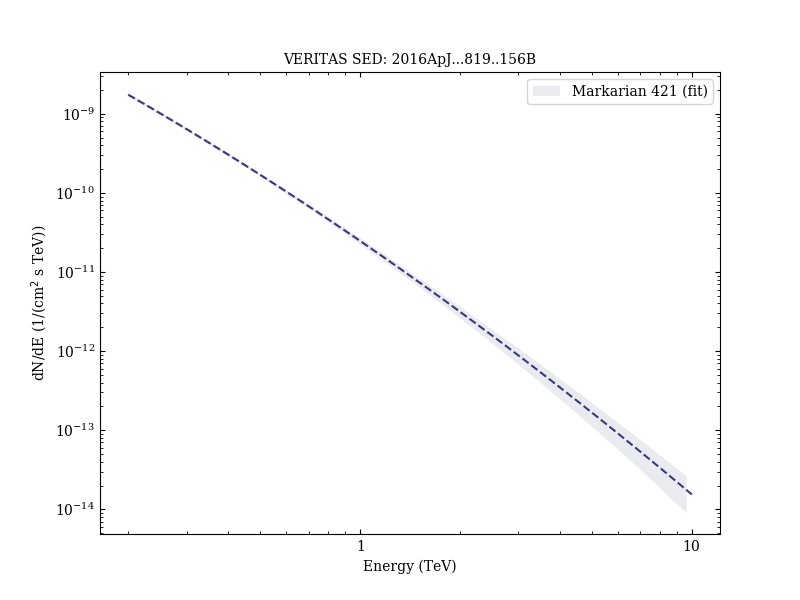 VERITAS SED: 2016ApJ...819..156B
Markarian 421 (fit)
10⁻⁹
10⁻¹⁰
10⁻¹¹
10⁻¹²
10⁻¹³
10⁻¹⁴
dN/dE (1/(cm² s TeV))
1 10
Energy (TeV)